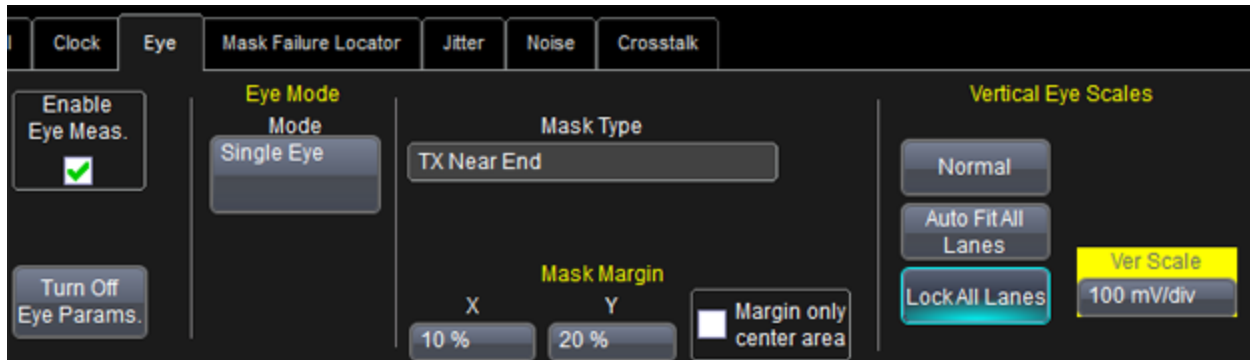 Clock
Eye
Mask Failure Locator
Jitter
Noise
Crosstalk
Enable
Eye Meas.
Turn Off
Eye Params.
Eye Mode
Mode
Single Eye
Mask Type
TX Near End
Mask Margin
X
Y
10 %
20 %
Margin only
center area
Vertical Eye Scales
Normal
Auto Fit All
Lanes
Lock All Lanes
Ver Scale
100 mV/div